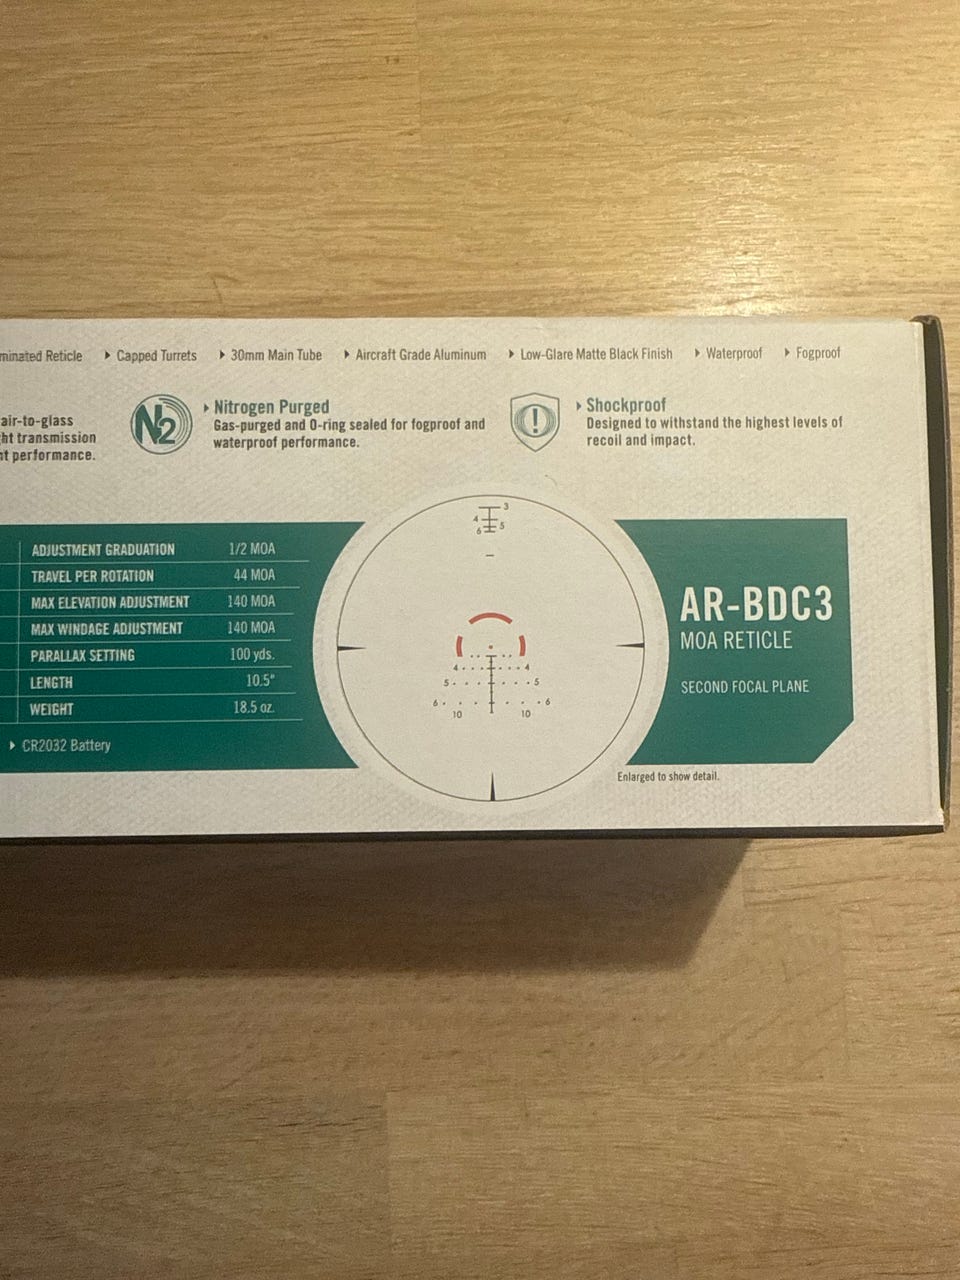 minated Reticle ▸ Capped Turrets ▸ 30mm Main Tube ▸ Aircraft Grade Aluminum ▸ Low-Glare Matte Black Finish ▸ Waterproof ▸ Fogproof
air-to-glass
ht transmission
nt performance.
N2
▸ Nitrogen Purged
Gas-purged and O-ring sealed for fogproof and
waterproof performance.
▸ Shockproof
Designed to withstand the highest levels of
recoil and impact.
ADJUSTMENT GRADUATION 1/2 MOA
TRAVEL PER ROTATION 44 MOA
MAX ELEVATION ADJUSTMENT 140 MOA
MAX WINDAGE ADJUSTMENT 140 MOA
PARALLAX SETTING 100 yds.
LENGTH 10.5"
WEIGHT 18.5 oz.
▸ CR2032 Battery
3
4 5
6
4 4
5 5
6 6
10 10
AR-BDC3
MOA RETICLE
SECOND FOCAL PLANE
Enlarged to show detail.